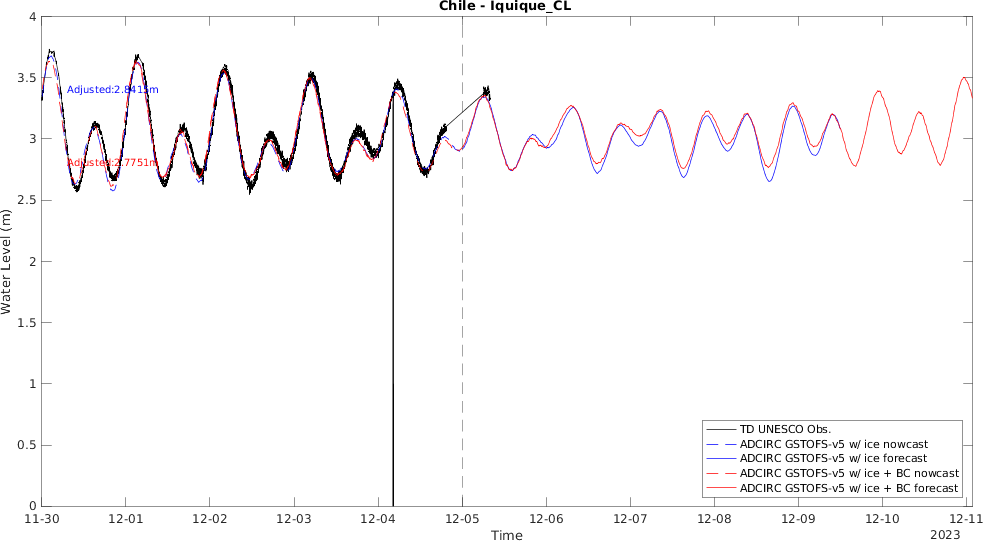 Chile - Iquique_CL
Water Level (m)
4
3.5
3
2.5
2
1.5
1
0.5
0
Adjusted:2.8415m
Adjusted:2.7751m
TD UNESCO Obs.
ADCIRC GSTOFS-v5 w/ ice nowcast
ADCIRC GSTOFS-v5 w/ ice forecast
ADCIRC GSTOFS-v5 w/ ice + BC nowcast
ADCIRC GSTOFS-v5 w/ ice + BC forecast
11-30 12-01 12-02 12-03 12-04 12-05 12-06 12-07 12-08 12-09 12-10 12-11
Time
2023